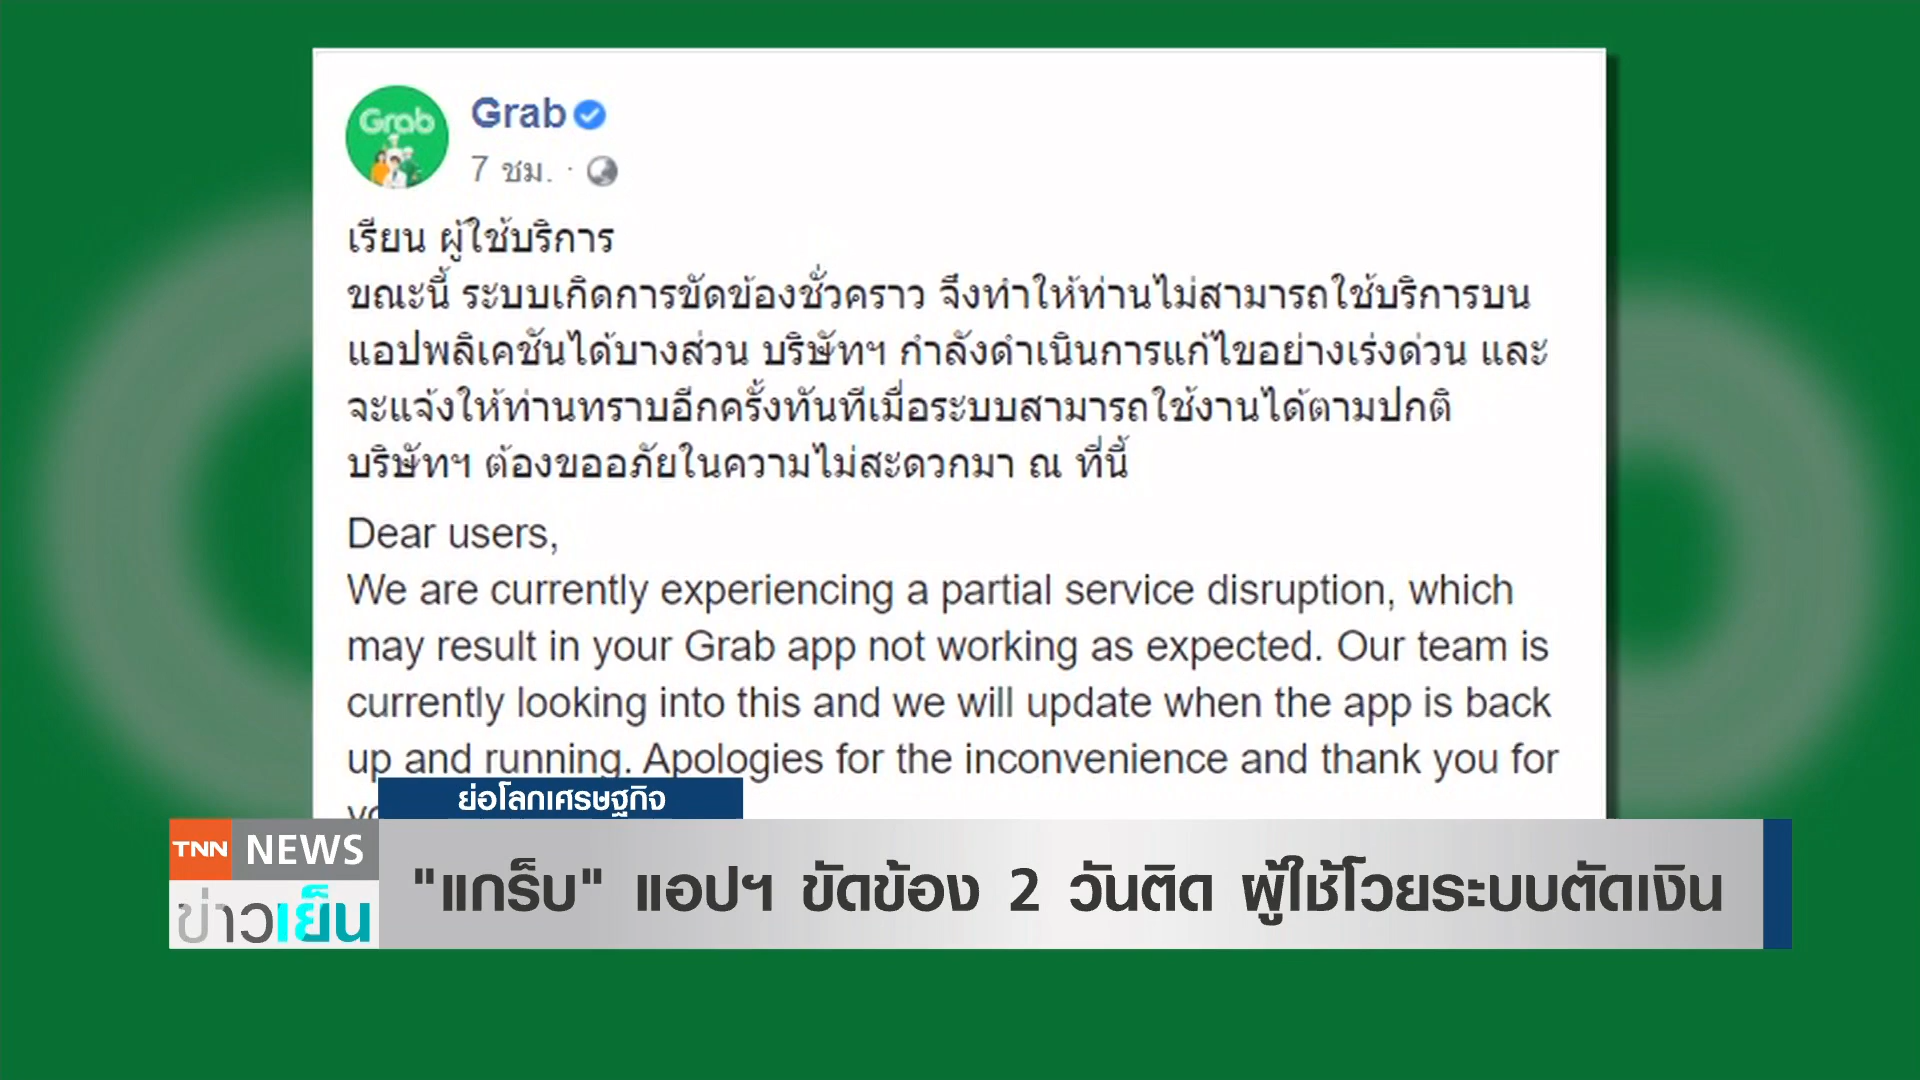 Grab
Grab
7 ชม. ·
เรียน ผู้ใช้บริการ
ขณะนี้ ระบบเกิดการขัดข้องชั่วคราว จึงทำให้ท่านไม่สามารถใช้บริการบน
แอปพลิเคชันได้บางส่วน บริษัทฯ กำลังดำเนินการแก้ไขอย่างเร่งด่วน และ
จะแจ้งให้ท่านทราบอีกครั้งทันทีเมื่อระบบสามารถใช้งานได้ตามปกติ
บริษัทฯ ต้องขออภัยในความไม่สะดวกมา ณ ที่นี้
Dear users,
We are currently experiencing a partial service disruption, which
may result in your Grab app not working as expected. Our team is
currently looking into this and we will update when the app is back
up and running. Apologies for the inconvenience and thank you for
ย่อโลกเศรษฐกิจ
TNN NEWS
ข่าวเย็น
"แกร็บ" แอปฯ ขัดข้อง 2 วันติด ผู้ใช้โวยระบบตัดเงิน